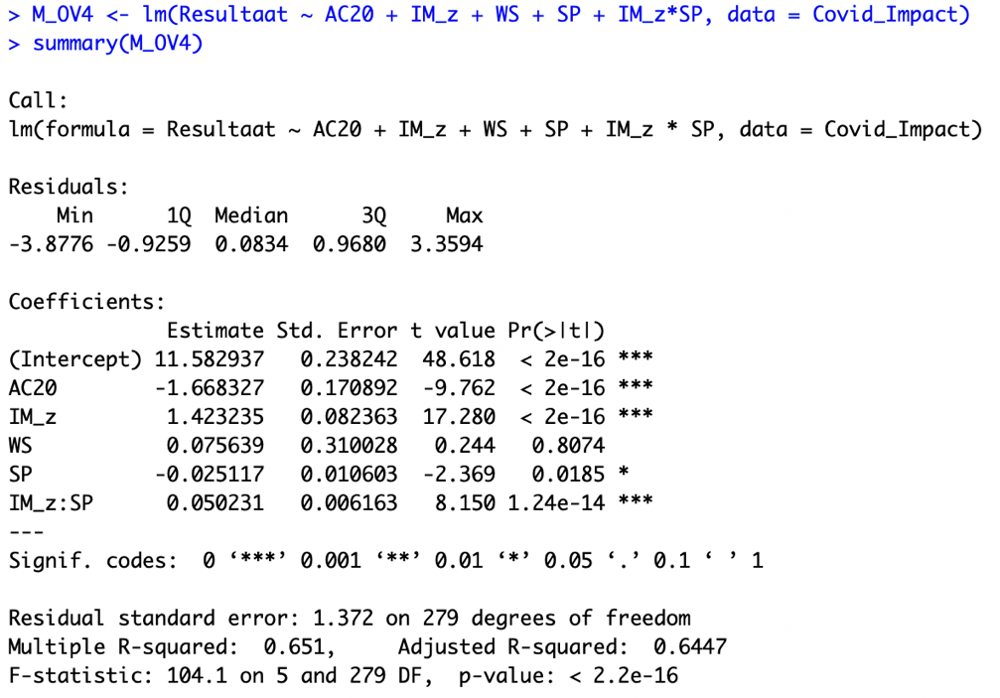 > M_OV4 <- lm(Resultaat ~ AC20 + IM_z + WS + SP + IM_z*SP, data = Covid_Impact)
> summary(M_OV4)

Call:
lm(formula = Resultaat ~ AC20 + IM_z + WS + SP + IM_z * SP, data = Covid_Impact)

Residuals:
    Min      1Q  Median      3Q     Max
-3.8776 -0.9259  0.0834  0.9680  3.3594

Coefficients:
             Estimate Std. Error t value Pr(>|t|)
(Intercept) 11.582937   0.238242  48.618  < 2e-16 ***
AC20        -1.668327   0.170892  -9.762  < 2e-16 ***
IM_z         1.423235   0.082363  17.280  < 2e-16 ***
WS           0.075639   0.310028   0.244   0.8074
SP          -0.025117   0.010603  -2.369   0.0185 *
IM_z:SP      0.050231   0.006163   8.150 1.24e-14 ***
---
Signif. codes:  0 ‘***’ 0.001 ‘**’ 0.01 ‘*’ 0.05 ‘.’ 0.1 ‘ ’ 1

Residual standard error: 1.372 on 279 degrees of freedom
Multiple R-squared:  0.651,	Adjusted R-squared:  0.6447
F-statistic: 104.1 on 5 and 279 DF,  p-value: < 2.2e-16